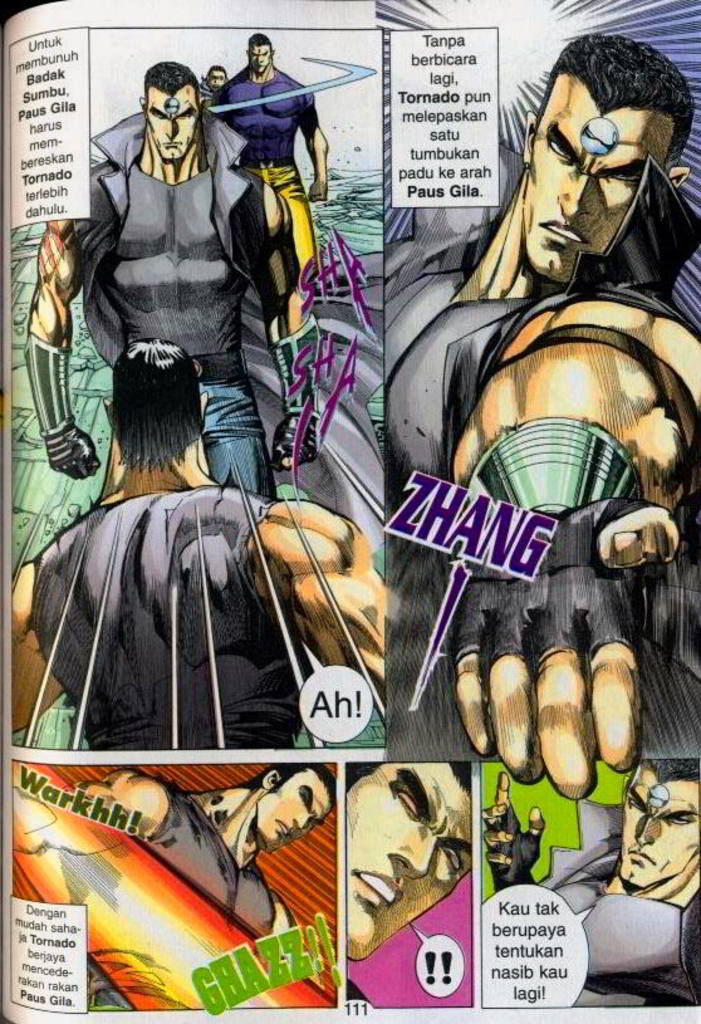 Untuk
membunuh
Badak
Sumbu,
Paus Gila
harus
mem-
bereskan
Tornado
terlebih
dahulu.
SHA
SHA
!
Ah!
Tanpa
berbicara
lagi,
Tornado pun
melepaskan
satu
tumbukan
padu ke arah
Paus Gila.
ZHANG
!
Warkhh!
Dengan
mudah saha-
ja Tornado
berjaya
mencede-
rakan rakan
Paus Gila.
GHAZZ!!
!!
Kau tak
berupaya
tentukan
nasib kau
lagi!
111